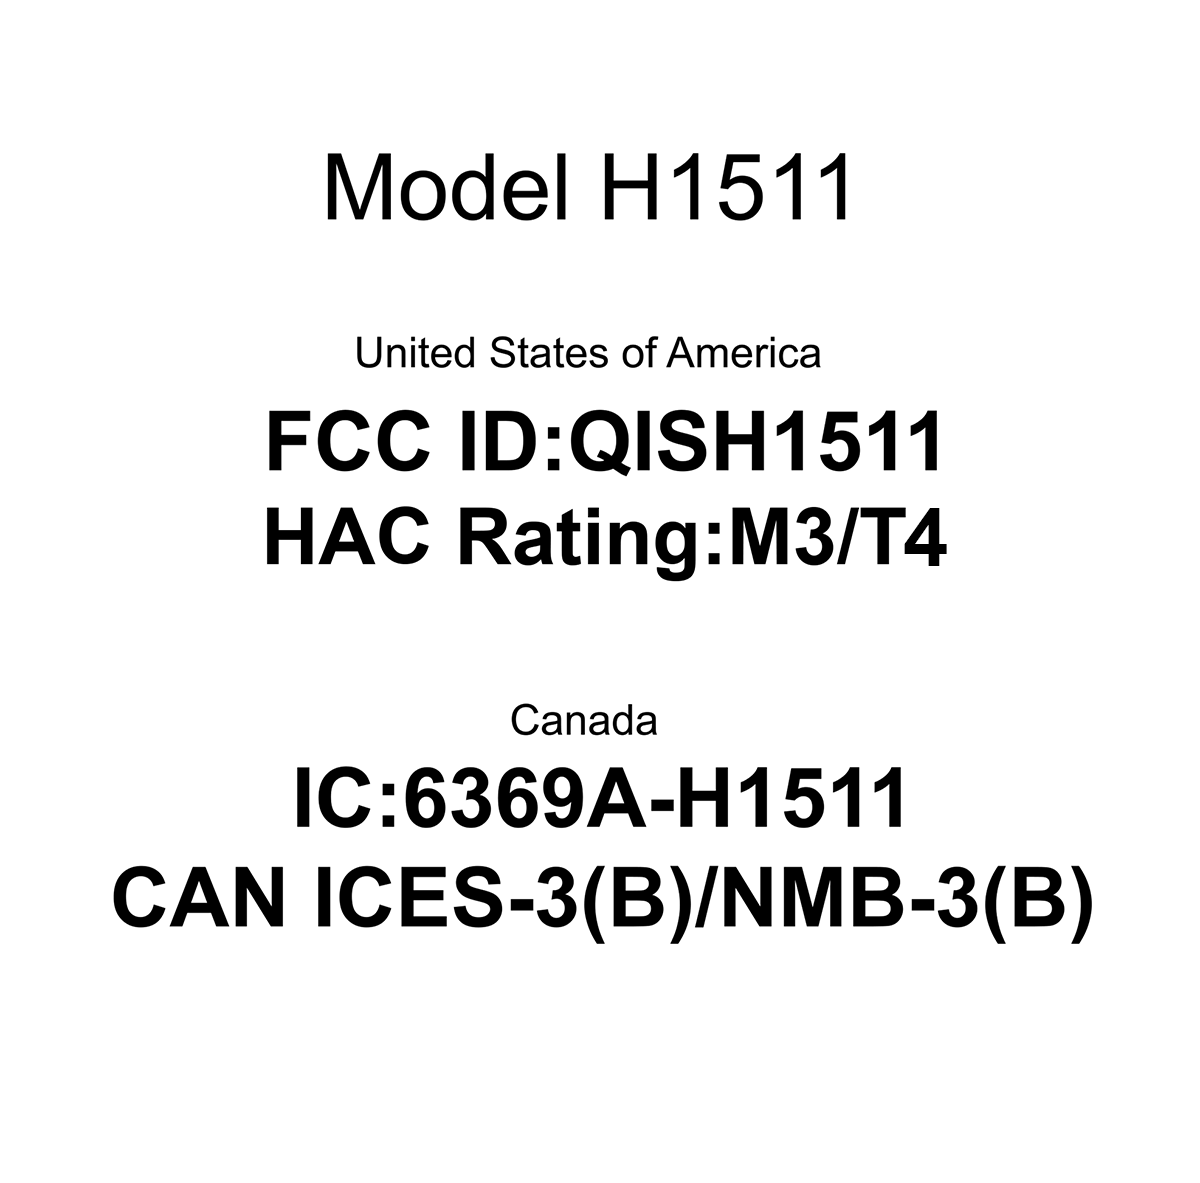 Model H1511
United States of America
FCC ID:QISH1511
HAC Rating:M3/T4
Canada
IC:6369A-H1511
CAN ICES-3(B)/NMB-3(B)